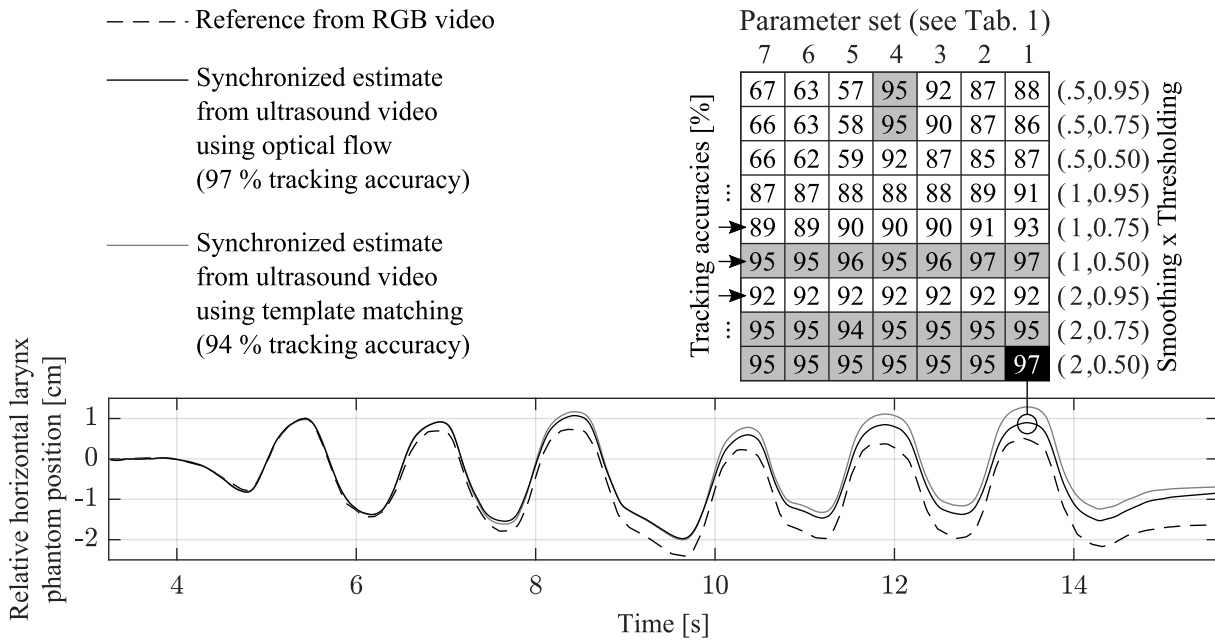 Reference from RGB video
Synchronized estimate
from ultrasound video
using optical flow
(97 % tracking accuracy)
Synchronized estimate
from ultrasound video
using template matching
(94 % tracking accuracy)
Parameter set (see Tab. 1)
7 6 5 4 3 2 1
67 63 57 95 92 87 88 (.5,0.95)
66 63 58 95 90 87 86 (.5,0.75)
66 62 59 92 87 85 87 (.5,0.50)
... 87 87 88 88 88 89 91 (1,0.95)
89 89 90 90 90 91 93 (1,0.75)
95 95 96 95 96 97 97 (1,0.50)
92 92 92 92 92 92 92 (2,0.95)
... 95 95 94 95 95 95 95 (2,0.75)
95 95 95 95 95 95 97 (2,0.50)
Tracking accuracies [%]
Smoothing x Thresholding
Relative horizontal larynx
phantom position [cm]
1
0
-1
-2
4 6 8 10 12 14
Time [s]